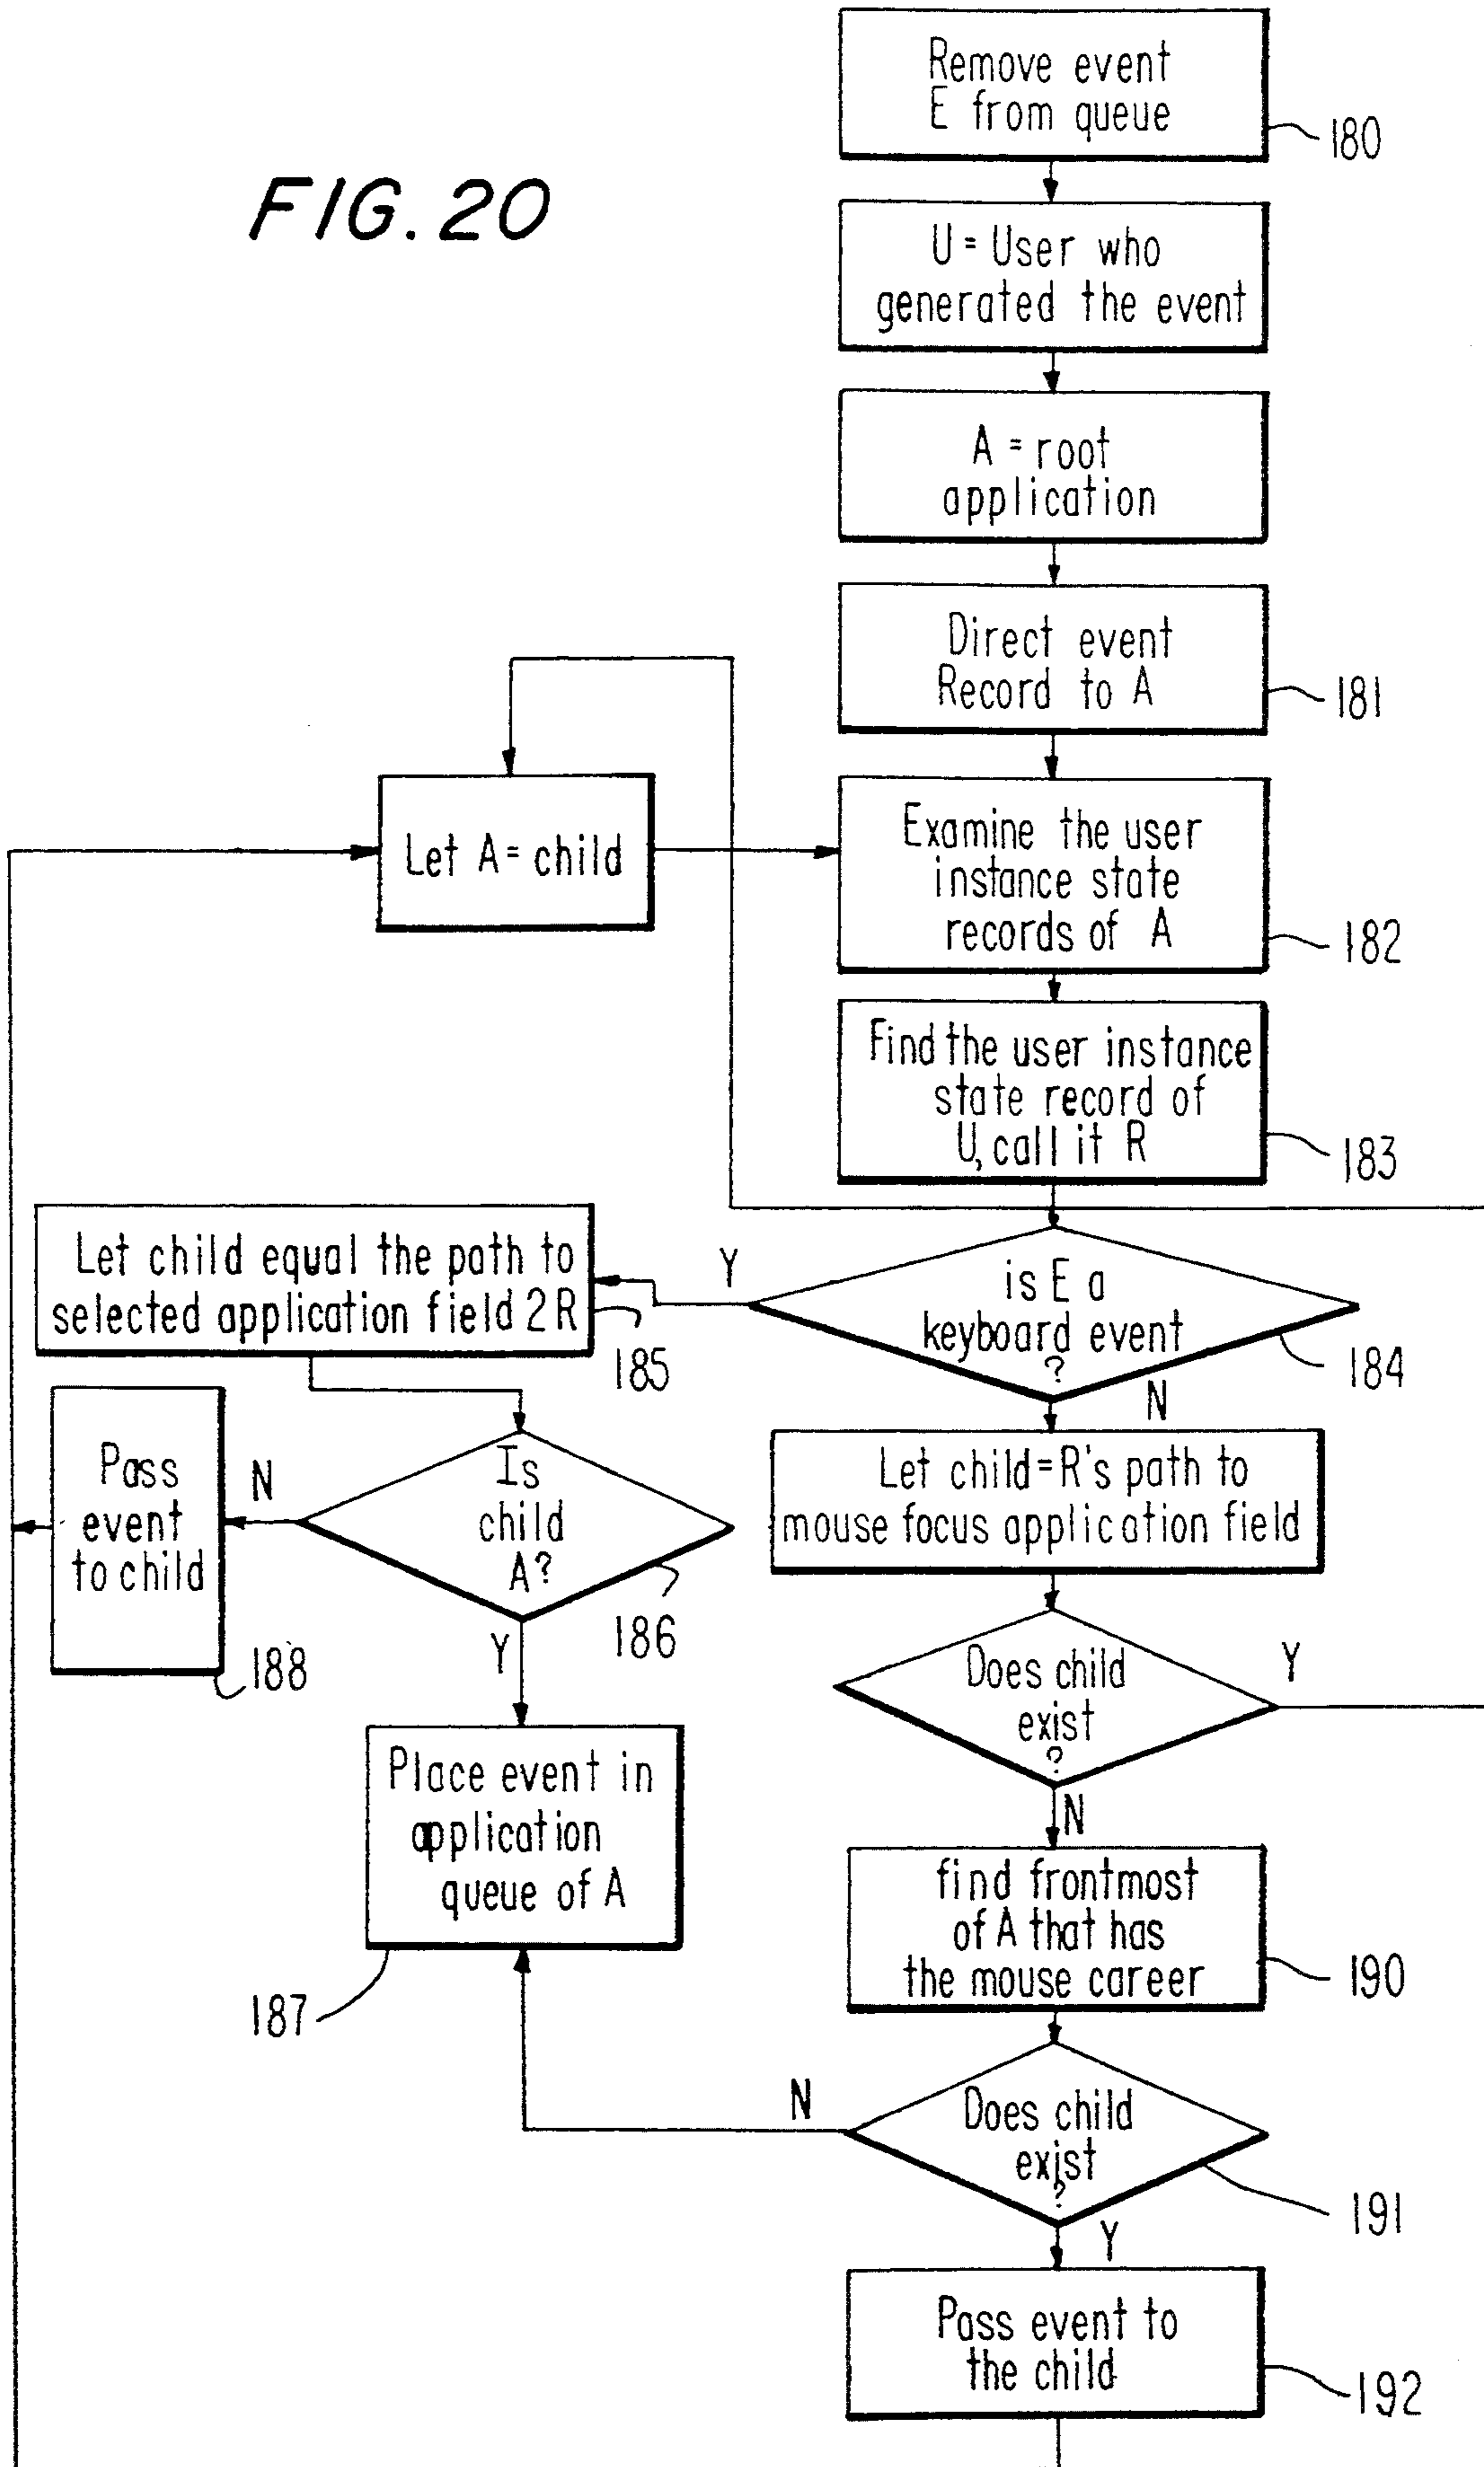 FIG. 20
Remove event
E from queue
180
U = User who
generated the event
A = root
application
Direct event
Record to A
181
Let A = child
Examine the user
instance state
records of A
182
Find the user instance
state record of
U, call it R
183
Let child equal the path to
selected application field 2 R
185
Y
is E a
keyboard event
?
184
N
Pass
event
to child
188
N
Is
child
A?
186
Y
Let child = R's path to
mouse focus application field
Does child
exist
?
Y
N
Place event in
application
queue of A
187
find frontmost
of A that has
the mouse career
190
N
Does child
exist
?
191
Y
Pass event to
the child
192